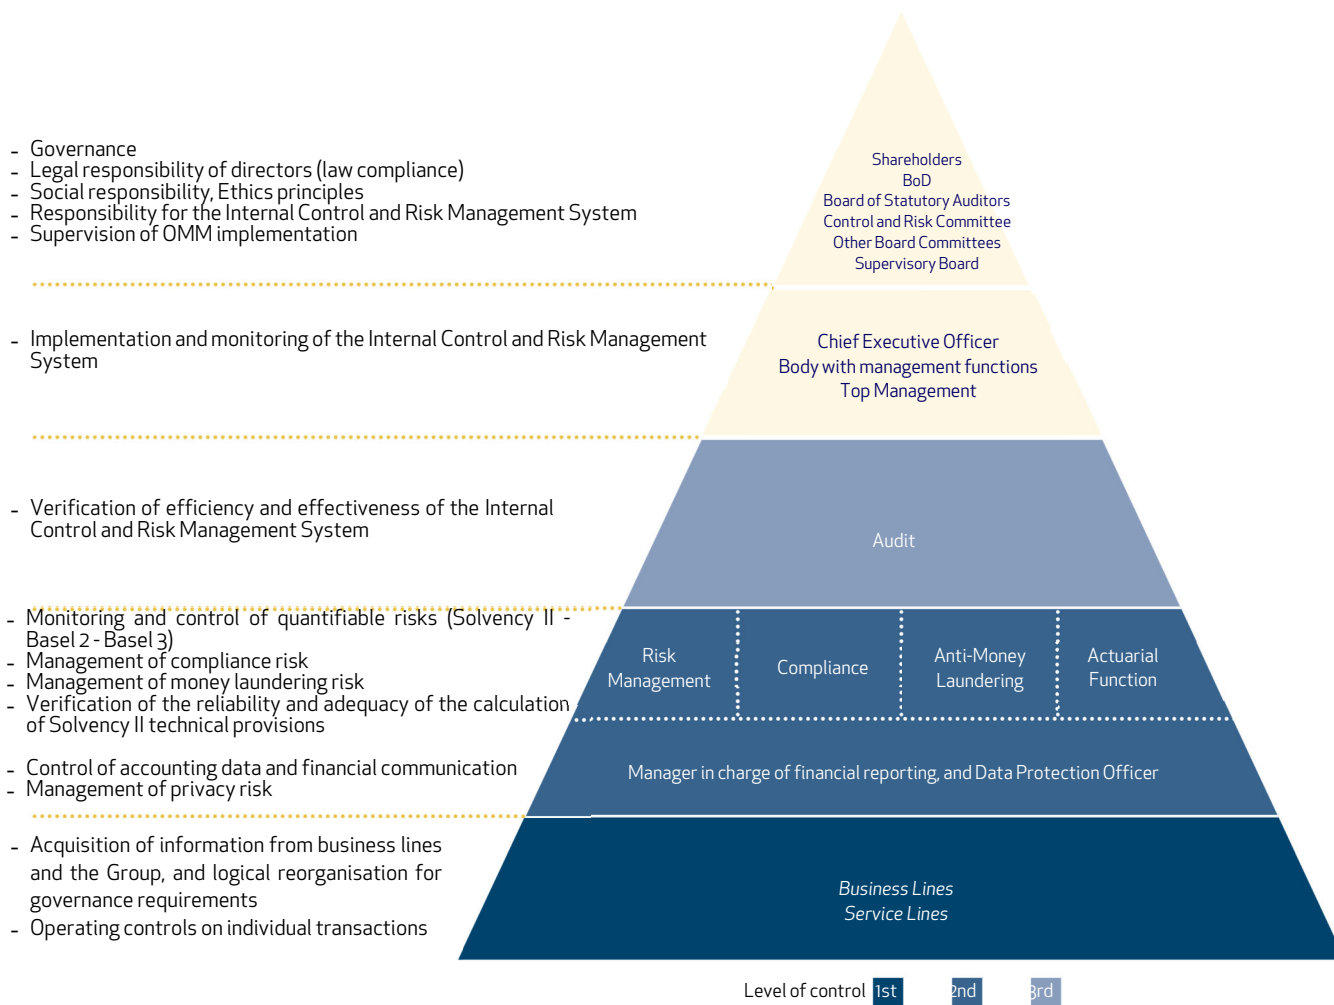 - Governance
- Legal responsibility of directors (law compliance)
- Social responsibility, Ethics principles
- Responsibility for the Internal Control and Risk Management System
- Supervision of OMM implementation
Shareholders
BoD
Board of Statutory Auditors
Control and Risk Committee
Other Board Committees
Supervisory Board
- Implementation and monitoring of the Internal Control and Risk Management
System
Chief Executive Officer
Body with management functions
Top Management
- Verification of efficiency and effectiveness of the Internal
Control and Risk Management System
Audit
- Monitoring and control of quantifiable risks (Solvency II -
Basel 2 - Basel 3)
- Management of compliance risk
- Management of money laundering risk
- Verification of the reliability and adequacy of the calculation
of Solvency II technical provisions
Risk
Management
Compliance
Anti-Money
Laundering
Actuarial
Function
- Control of accounting data and financial communication
- Management of privacy risk
Manager in charge of financial reporting, and Data Protection Officer
- Acquisition of information from business lines
and the Group, and logical reorganisation for
governance requirements
- Operating controls on individual transactions
Business Lines
Service Lines
Level of control 1st 2nd 3rd